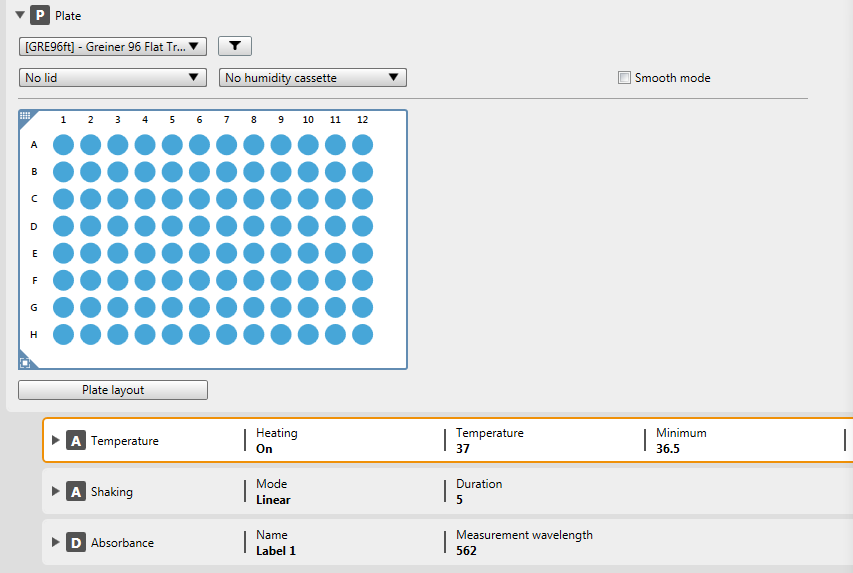 P Plate
[GRE96ft] - Greiner 96 Flat Tr...
No lid No humidity cassette Smooth mode
1 2 3 4 5 6 7 8 9 10 11 12
A
B
C
D
E
F
G
H
Plate layout
A Temperature Heating Temperature Minimum
On 37 36.5
A Shaking Mode Duration
Linear 5
D Absorbance Name Measurement wavelength
Label 1 562